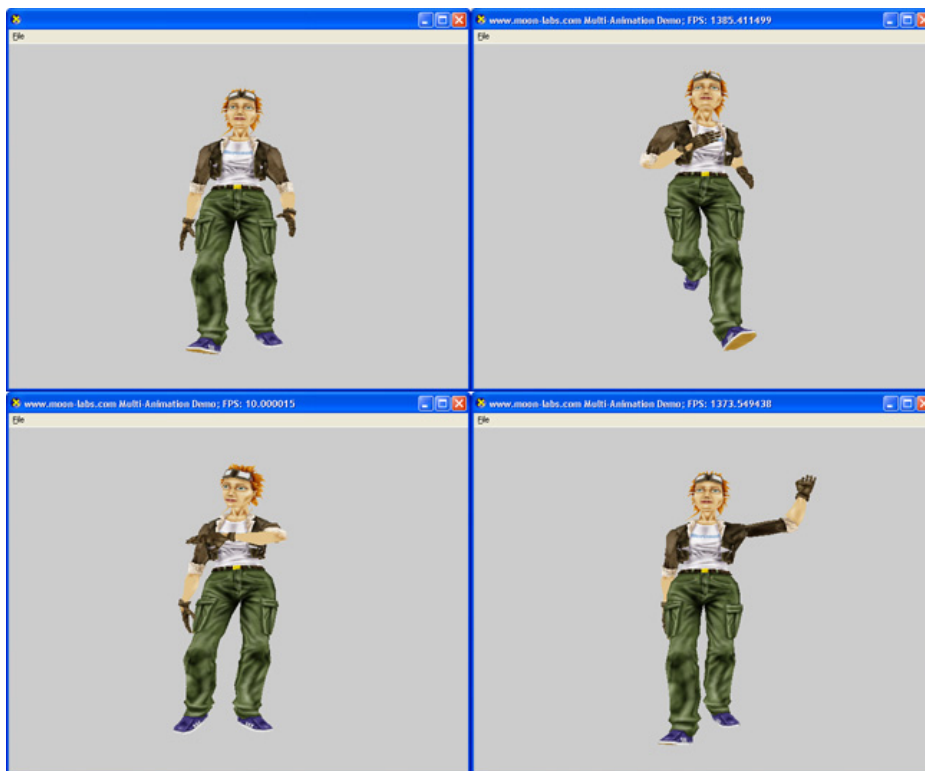 File
www.moon-labs.com Multi-Animation Demo; FPS: 1385.411499
File
www.moon-labs.com Multi-Animation Demo; FPS: 10.000015
File
www.moon-labs.com Multi-Animation Demo; FPS: 1373.549438
File